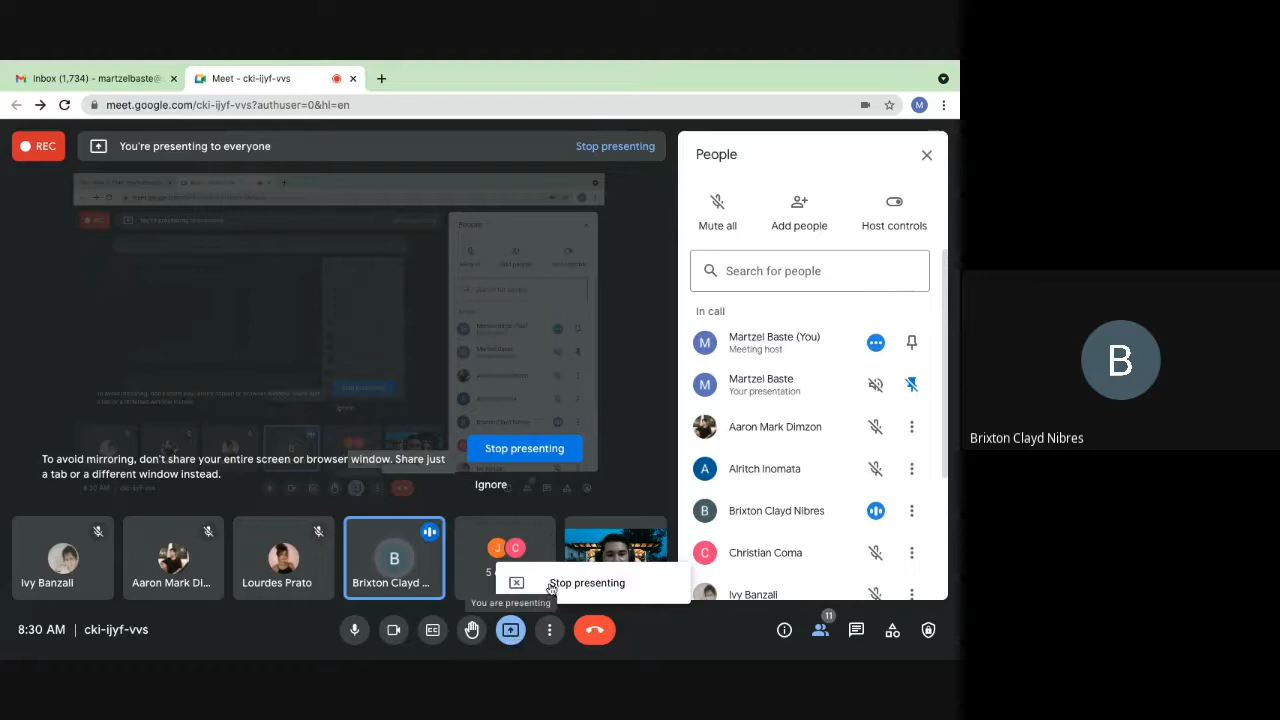 Inbox (1,734) - martzelbaste@
Meet - cki-ijyf-vvs
meet.google.com/cki-ijyf-vvs?authuser=0&hl=en
M
REC
You're presenting to everyone
Stop presenting
People
Mute all
Add people
Host controls
Search for people
In call
M
Martzel Baste (You)
Meeting host
M
Martzel Baste
Your presentation
Aaron Mark Dimzon
A
Alritch Inomata
B
Brixton Clayd Nibres
C
Christian Coma
Ivy Banzali
To avoid mirroring, don't share your entire screen or browser window. Share just
a tab or a different window instead.
Stop presenting
Ignore
Ivy Banzali
Aaron Mark Di...
Lourdes Prato
B
Brixton Clayd ...
J C
5
Stop presenting
You are presenting
8:30 AM | cki-ijyf-vvs
11
B
Brixton Clayd Nibres